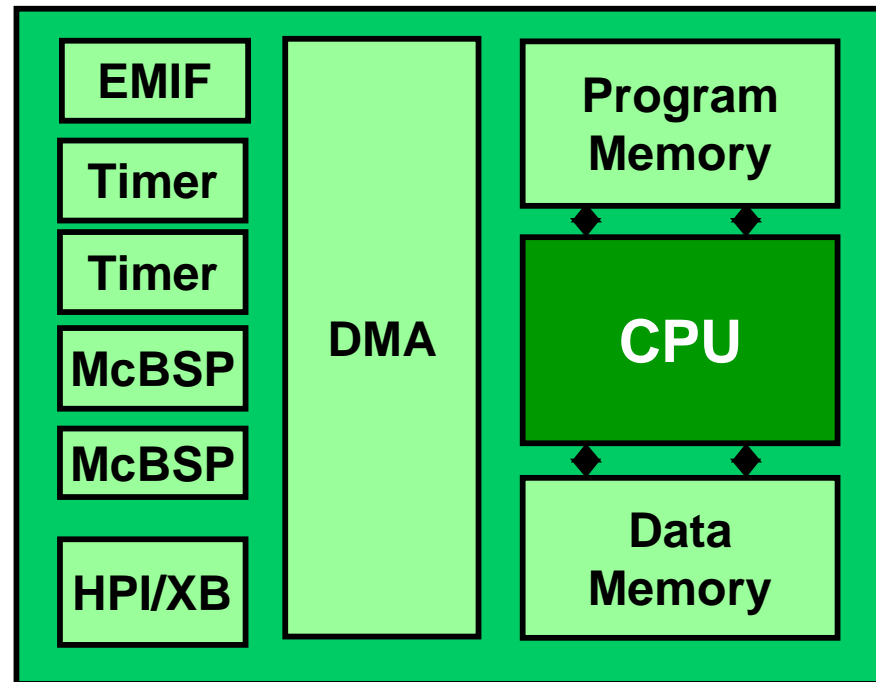 EMIF
Timer
Timer
McBSP
McBSP
HPI/XB
DMA
Program
Memory
CPU
Data
Memory